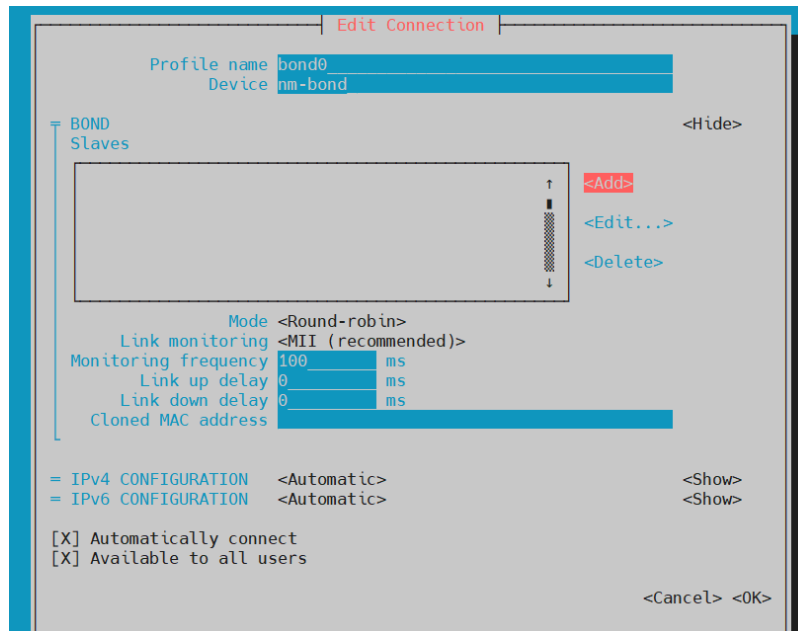 Edit Connection
Profile name bond0
Device nm-bond
BOND <Hide>
Slaves
<Add>
<Edit...>
<Delete>
Mode <Round-robin>
Link monitoring <MII (recommended)>
Monitoring frequency 100 ms
Link up delay 0 ms
Link down delay 0 ms
Cloned MAC address
= IPv4 CONFIGURATION <Automatic> <Show>
= IPv6 CONFIGURATION <Automatic> <Show>
[X] Automatically connect
[X] Available to all users
<Cancel> <OK>